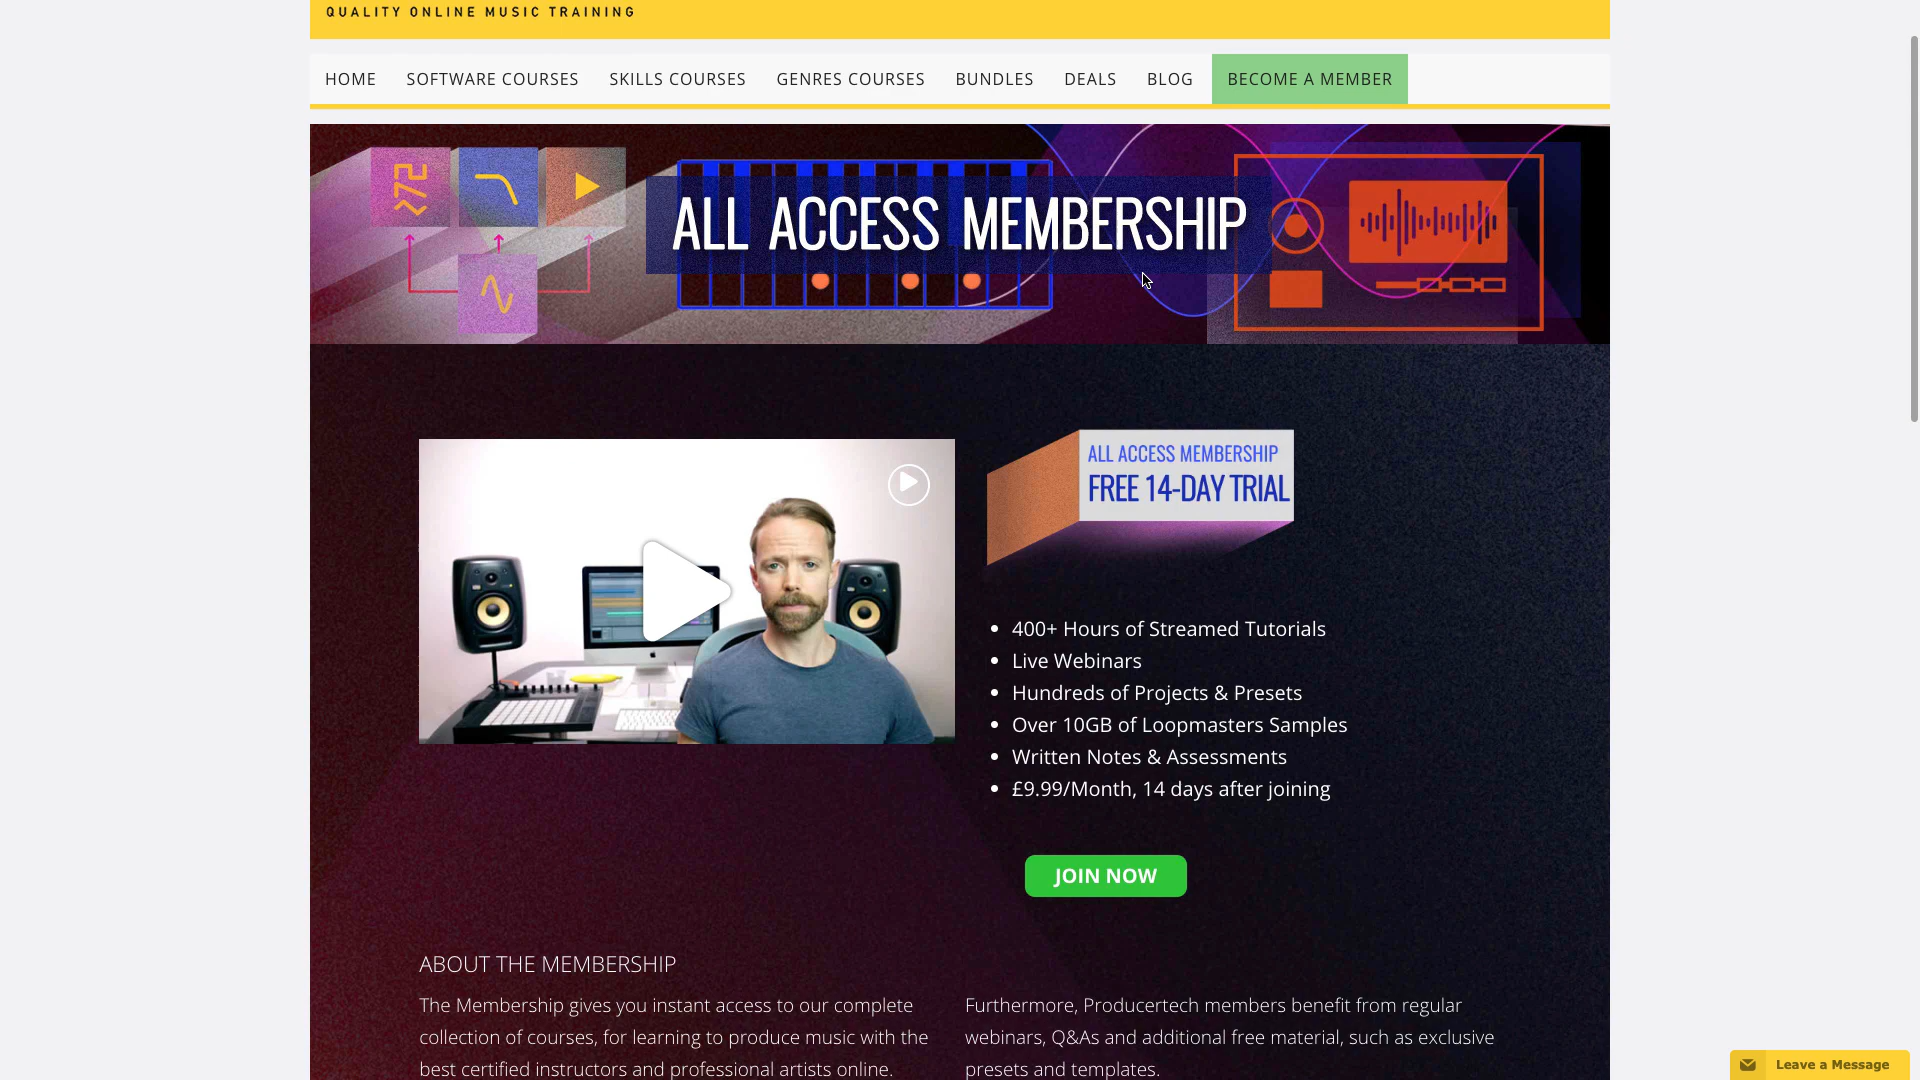 QUALITY ONLINE MUSIC TRAINING
HOME SOFTWARE COURSES SKILLS COURSES GENRES COURSES BUNDLES DEALS BLOG BECOME A MEMBER
ALL ACCESS MEMBERSHIP
ALL ACCESS MEMBERSHIP
FREE 14-DAY TRIAL
• 400+ Hours of Streamed Tutorials
• Live Webinars
• Hundreds of Projects & Presets
• Over 10GB of Loopmasters Samples
• Written Notes & Assessments
• £9.99/Month, 14 days after joining
JOIN NOW
ABOUT THE MEMBERSHIP
The Membership gives you instant access to our complete
collection of courses, for learning to produce music with the
best certified instructors and professional artists online.
Furthermore, Producertech members benefit from regular
webinars, Q&As and additional free material, such as exclusive
presets and templates.
Leave a Message